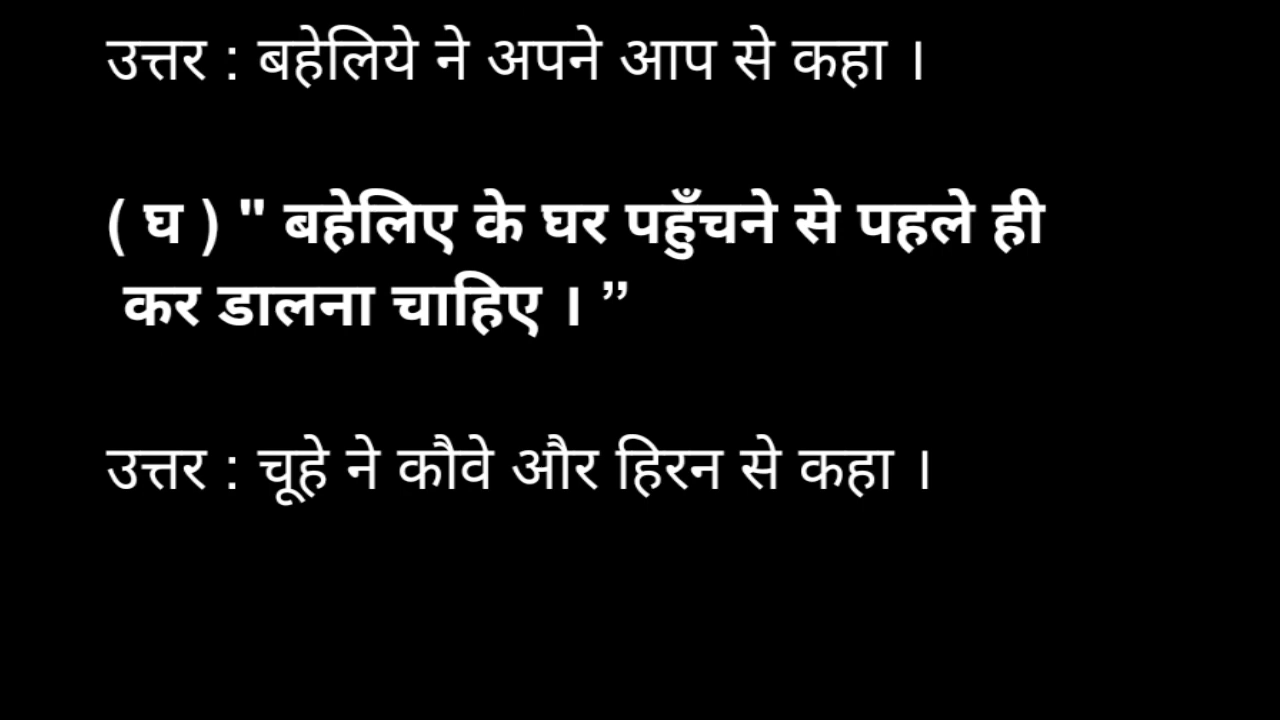 उत्तर : बहेलिये ने अपने आप से कहा ।
( घ ) " बहेलिए के घर पहुँचने से पहले ही
कर डालना चाहिए । ”
उत्तर : चूहे ने कौवे और हिरन से कहा ।